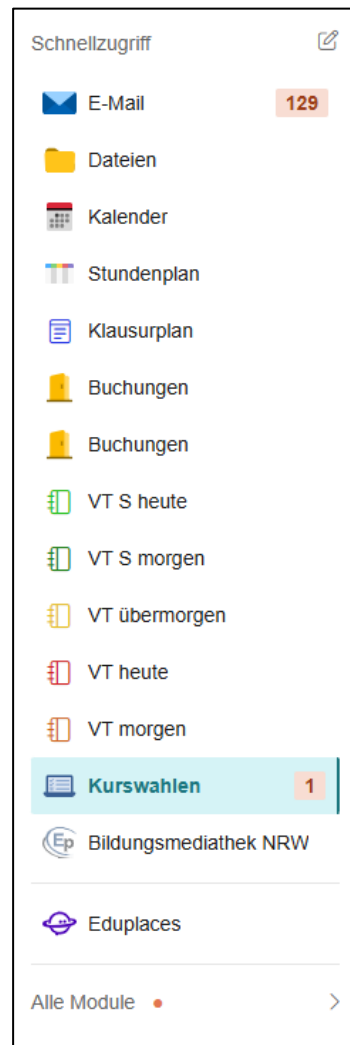 Schnellzugriff
E-Mail 129
Dateien
Kalender
Stundenplan
Klausurplan
Buchungen
Buchungen
VT S heute
VT S morgen
VT übermorgen
VT heute
VT morgen
Kurswahlen 1
Ep Bildungsmediathek NRW
Eduplaces
Alle Module